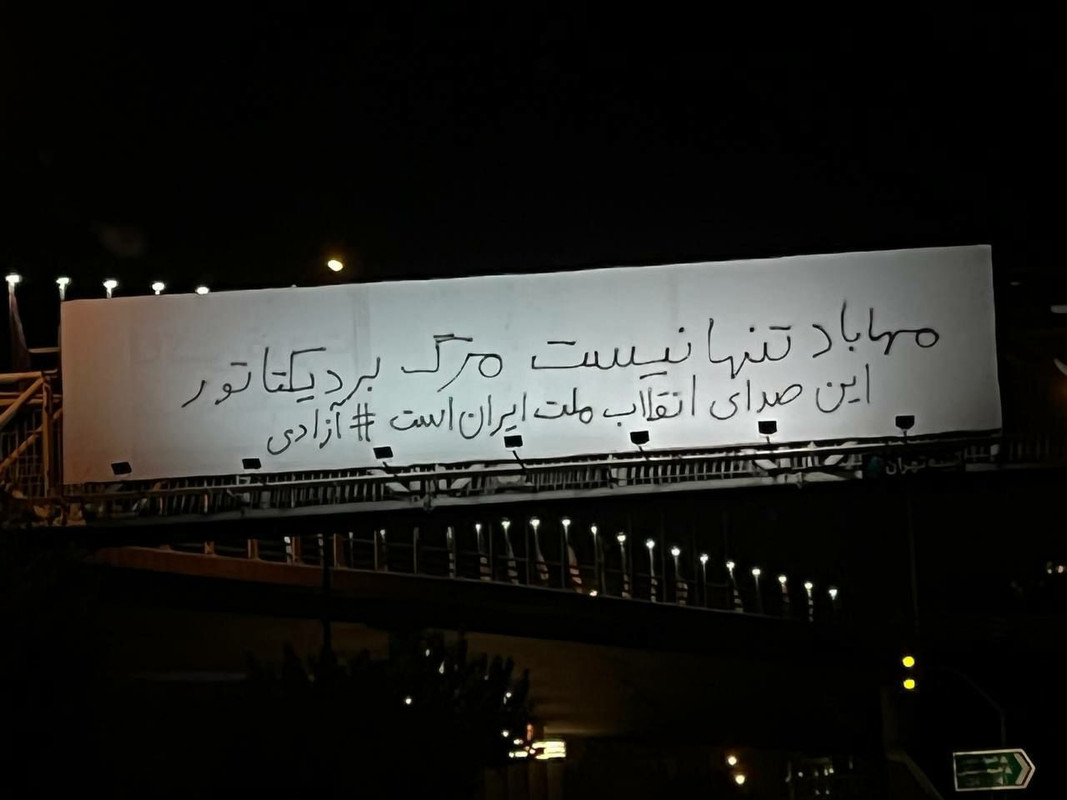 مهاباد تنها نیست مرگ بر دیکتاتور
این صدای انقلاب ملت ایران است # آزادی